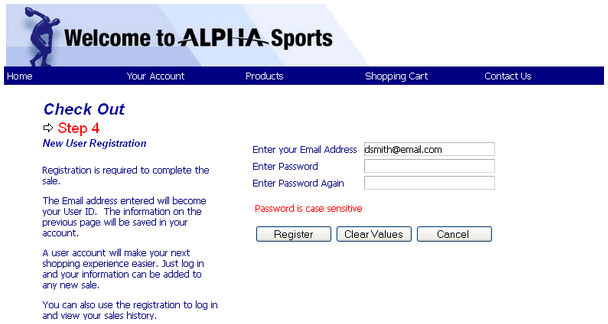 Welcome to ALPHA Sports
Home Your Account Products Shopping Cart Contact Us
Check Out
⇨ Step 4
New User Registration
Registration is required to complete the
sale.
The Email address entered will become
your User ID. The information on the
previous page will be saved in your
account.
A user account will make your next
shopping experience easier. Just log in
and your information can be added to
any new sale.
You can also use the registration to log in
and view your sales history.
Enter your Email Address dsmith@email.com
Enter Password
Enter Password Again
Password is case sensitive
Register Clear Values Cancel